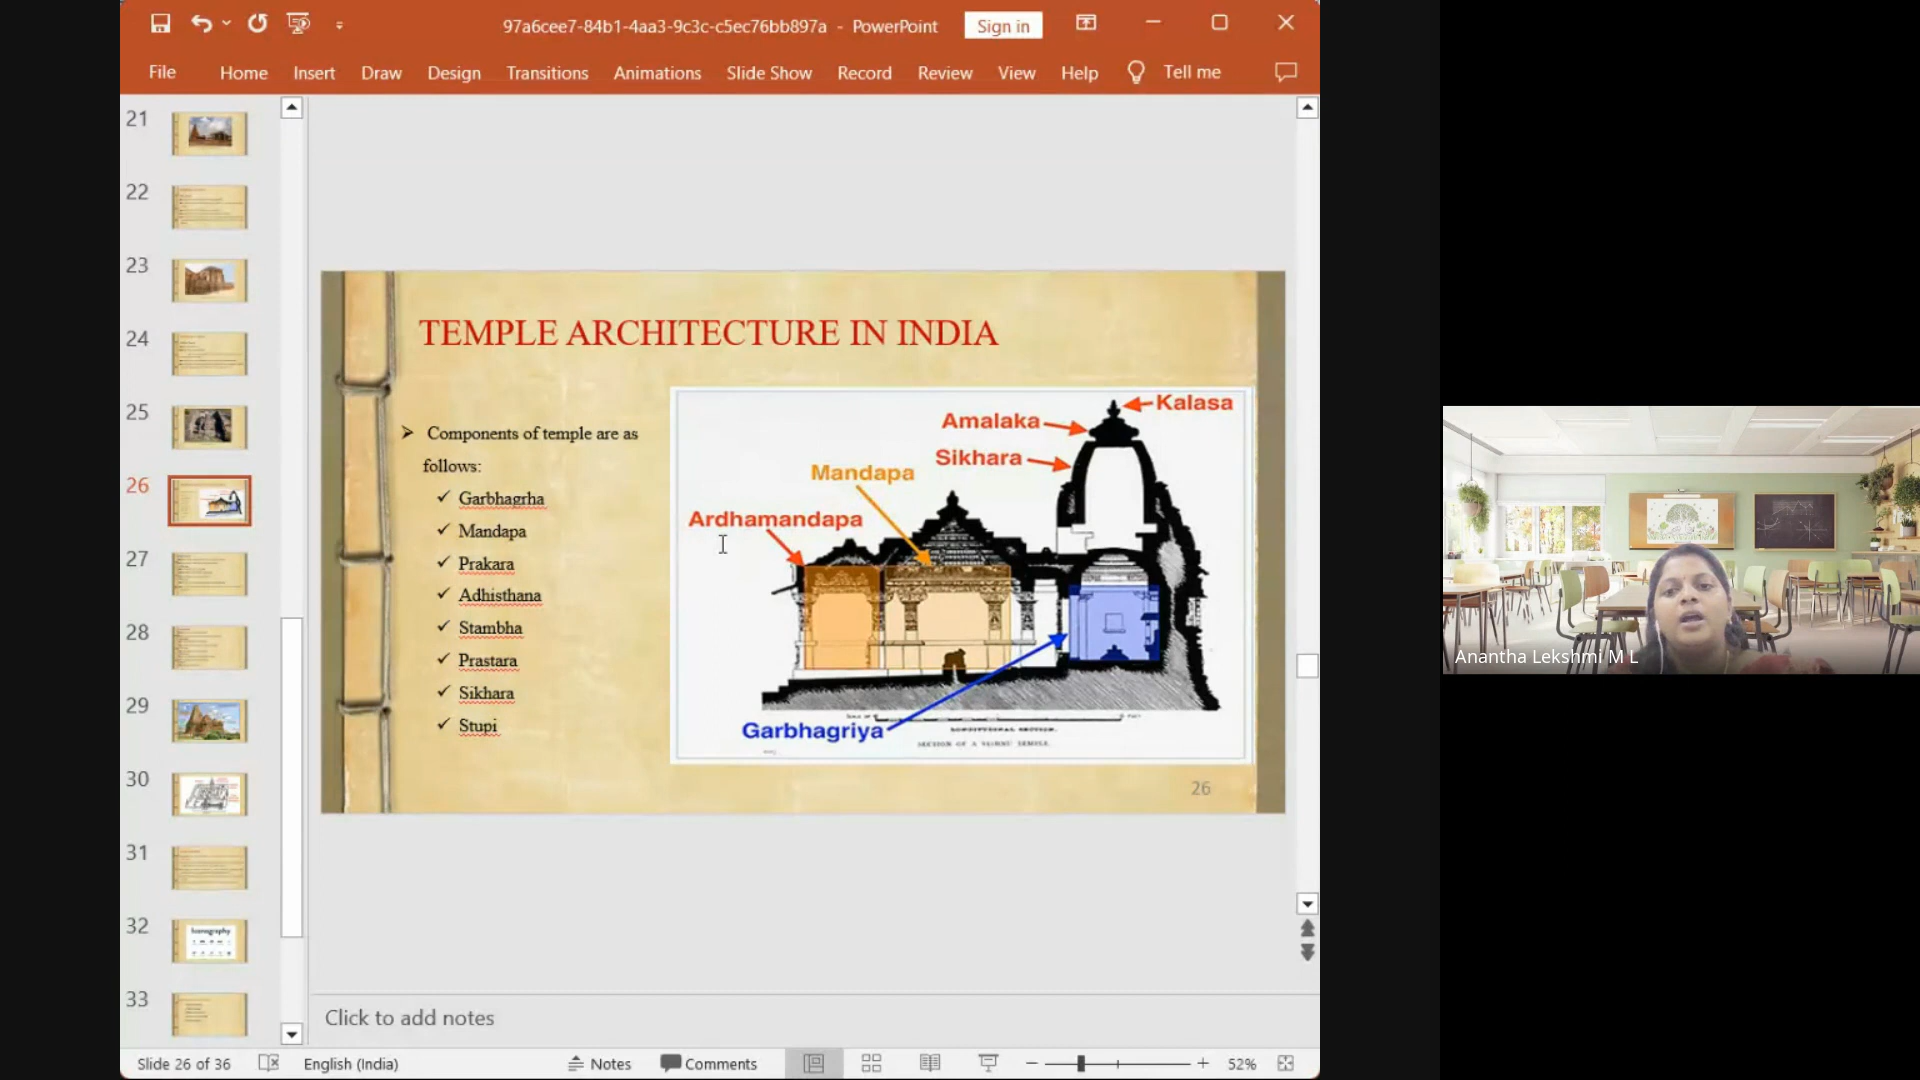 97a6cee7-84b1-4aa3-9c3c-c5ec76bb897a - PowerPoint
Sign in
File Home Insert Draw Design Transitions Animations Slide Show Record Review View Help Tell me
21
22
23
24
25
26
27
28
29
30
31
32
Iconography
33
TEMPLE ARCHITECTURE IN INDIA
Components of temple are as
follows:
Garbhagrha
Mandapa
Prakara
Adhisthana
Stambha
Prastara
Sikhara
Stupi
Kalasa
Amalaka
Sikhara
Mandapa
Ardhamandapa
Garbhagriya
LONGITUDINAL SECTION.
26
Click to add notes
Slide 26 of 36 English (India) Notes Comments 52%
Anantha Lekshmi M L